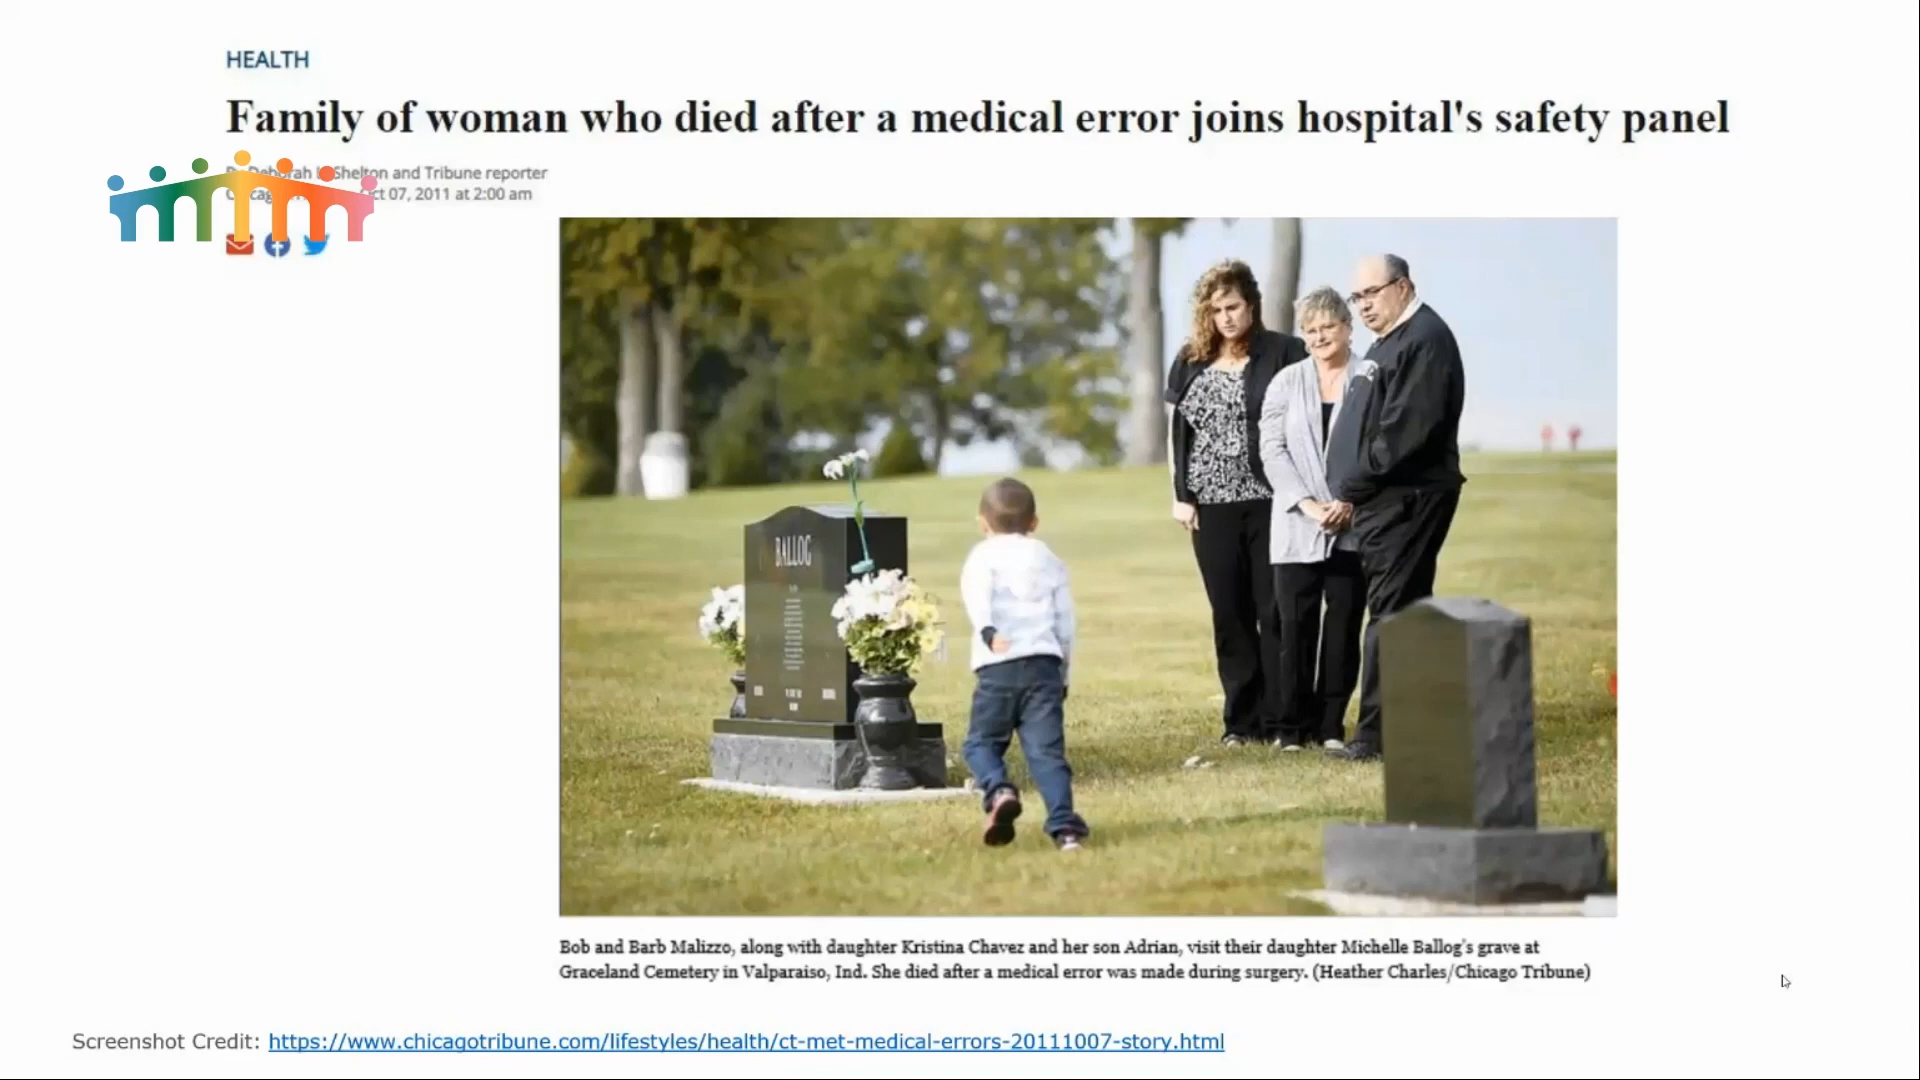 HEALTH
Family of woman who died after a medical error joins hospital's safety panel
Shelton and Tribune reporter
07, 2011 at 2:00 am
BALLOG
Bob and Barb Malizzo, along with daughter Kristina Chavez and her son Adrian, visit their daughter Michelle Ballog's grave at
Graceland Cemetery in Valparaiso, Ind. She died after a medical error was made during surgery. (Heather Charles/Chicago Tribune)
Screenshot Credit: https://www.chicagotribune.com/lifestyles/health/ct-met-medical-errors-20111007-story.html